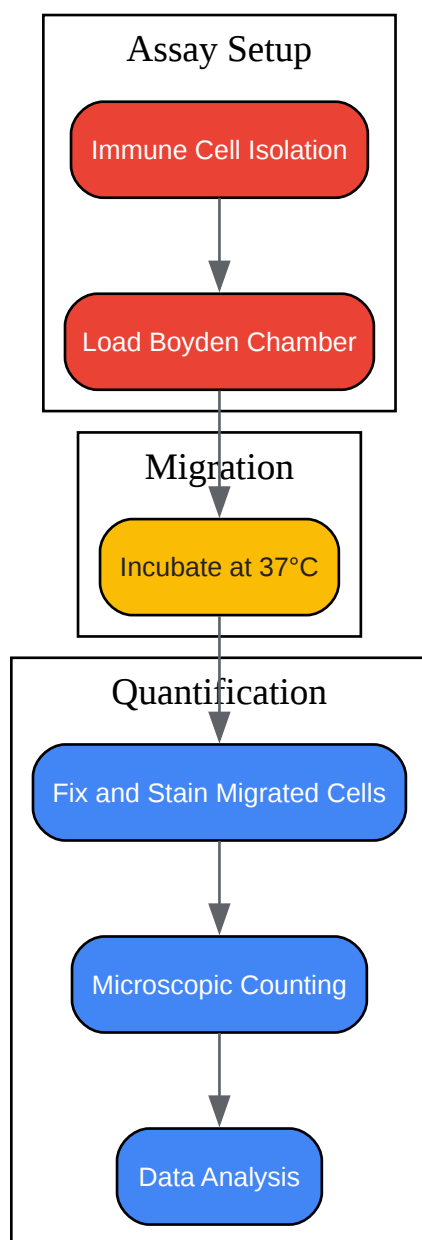 Assay Setup
Immune Cell Isolation
Load Boyden Chamber
Migration
Incubate at 37°C
Quantification
Fix and Stain Migrated Cells
Microscopic Counting
Data Analysis